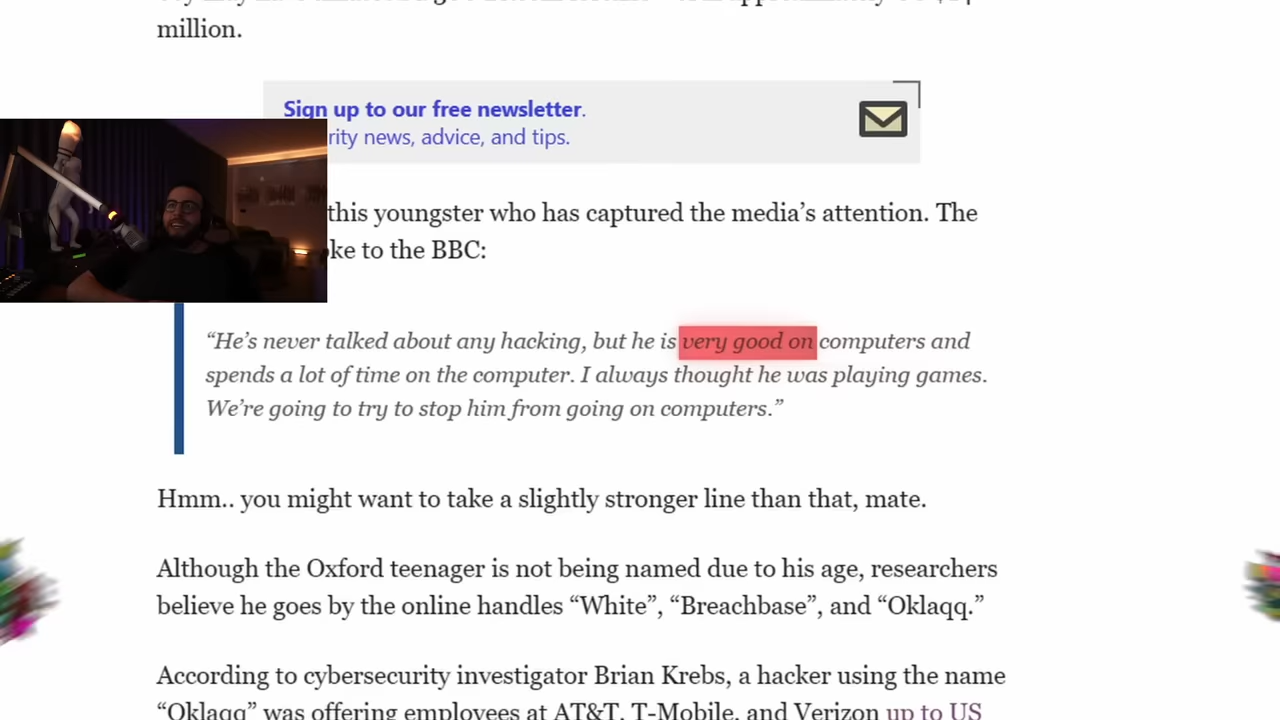 million.
Sign up to our free newsletter.
rity news, advice, and tips.
this youngster who has captured the media’s attention. The
ke to the BBC:
“He’s never talked about any hacking, but he is very good on computers and
spends a lot of time on the computer. I always thought he was playing games.
We’re going to try to stop him from going on computers.”
Hmm.. you might want to take a slightly stronger line than that, mate.
Although the Oxford teenager is not being named due to his age, researchers
believe he goes by the online handles “White”, “Breachbase”, and “Oklaqq.”
According to cybersecurity investigator Brian Krebs, a hacker using the name
“Oklaqq” was offering employees at AT&T, T-Mobile, and Verizon up to US